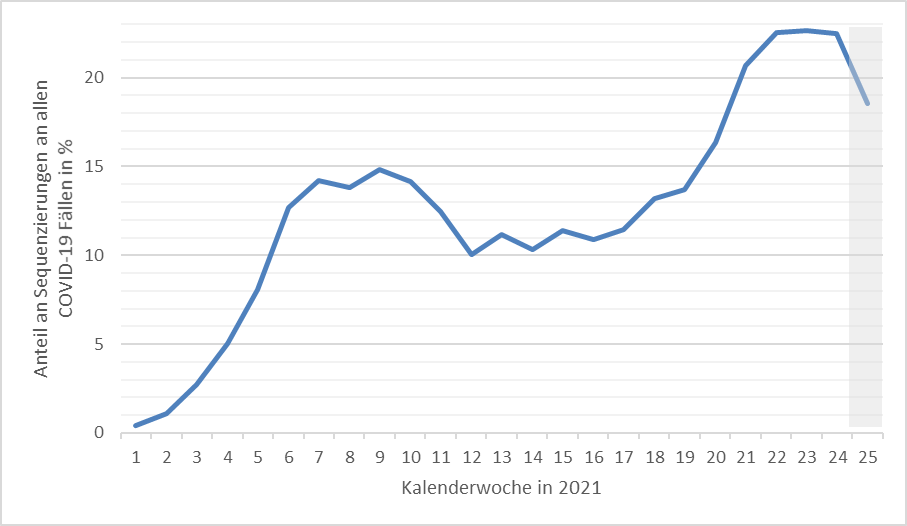 Anteil an Sequenzierungen an allen
COVID-19 Fällen in %
20
15
10
5
0
1 2 3 4 5 6 7 8 9 10 11 12 13 14 15 16 17 18 19 20 21 22 23 24 25
Kalenderwoche in 2021